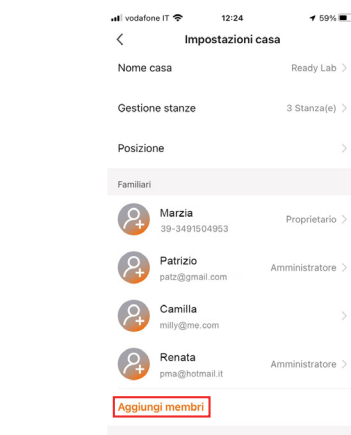 vodafone IT 12:24 59%
Impostazioni casa
Nome casa Ready Lab
Gestione stanze 3 Stanza(e)
Posizione
Familiari
Marzia
39-3491504953 Proprietario
Patrizio
patz@gmail.com Amministratore
Camilla
milly@me.com
Renata
pma@hotmail.it Amministratore
Aggiungi membri